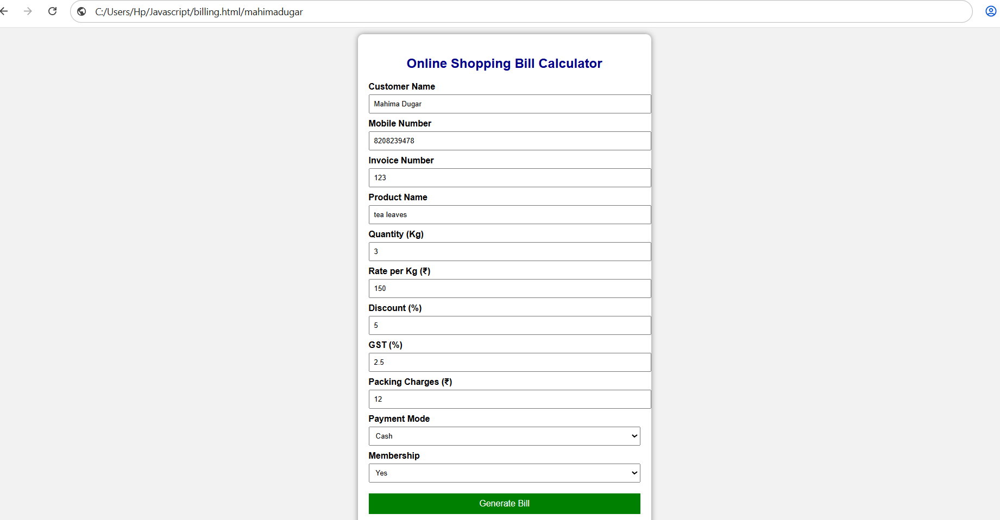 C:/Users/Hp/Javascript/billing.html/mahimadugar
Online Shopping Bill Calculator
Customer Name
Mahima Dugar
Mobile Number
8208239478
Invoice Number
123
Product Name
tea leaves
Quantity (Kg)
3
Rate per Kg (₹)
150
Discount (%)
5
GST (%)
2.5
Packing Charges (₹)
12
Payment Mode
Cash
Membership
Yes
Generate Bill